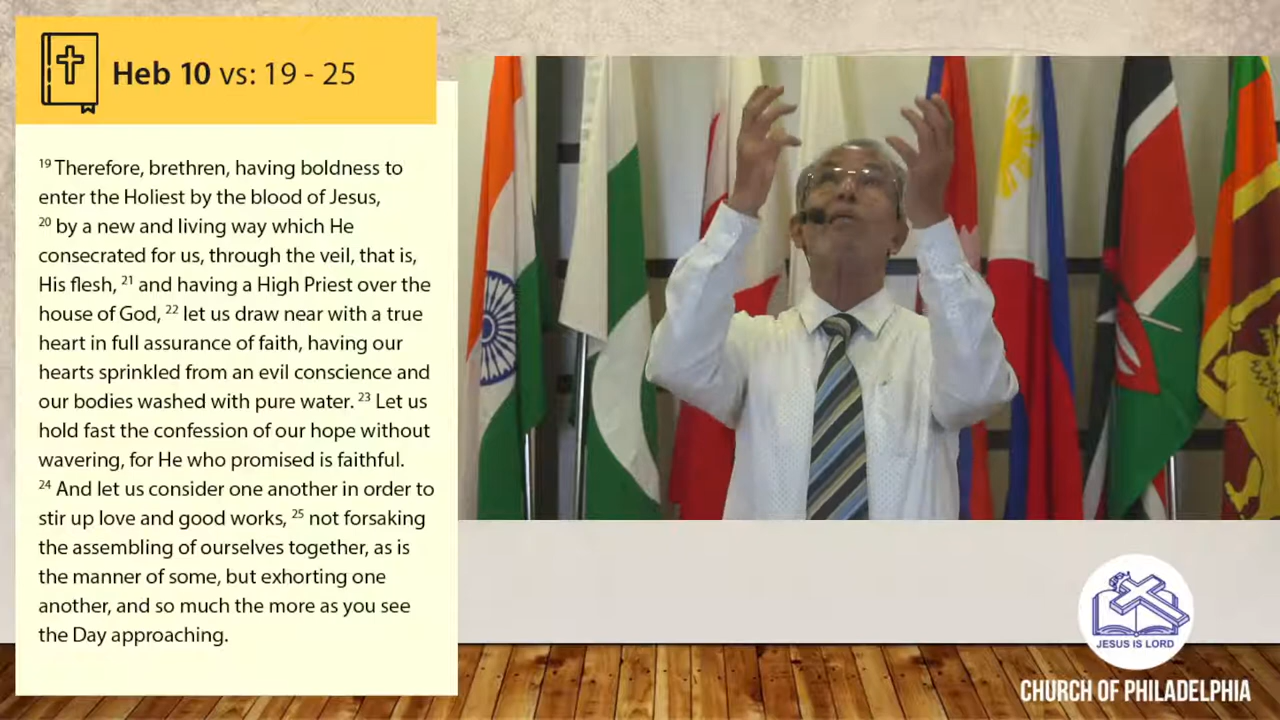 Heb 10 vs: 19 - 25
19 Therefore, brethren, having boldness to
enter the Holiest by the blood of Jesus,
20 by a new and living way which He
consecrated for us, through the veil, that is,
His flesh, 21 and having a High Priest over the
house of God, 22 let us draw near with a true
heart in full assurance of faith, having our
hearts sprinkled from an evil conscience and
our bodies washed with pure water. 23 Let us
hold fast the confession of our hope without
wavering, for He who promised is faithful.
24 And let us consider one another in order to
stir up love and good works, 25 not forsaking
the assembling of ourselves together, as is
the manner of some, but exhorting one
another, and so much the more as you see
the Day approaching.
JESUS IS LORD
CHURCH OF PHILADELPHIA